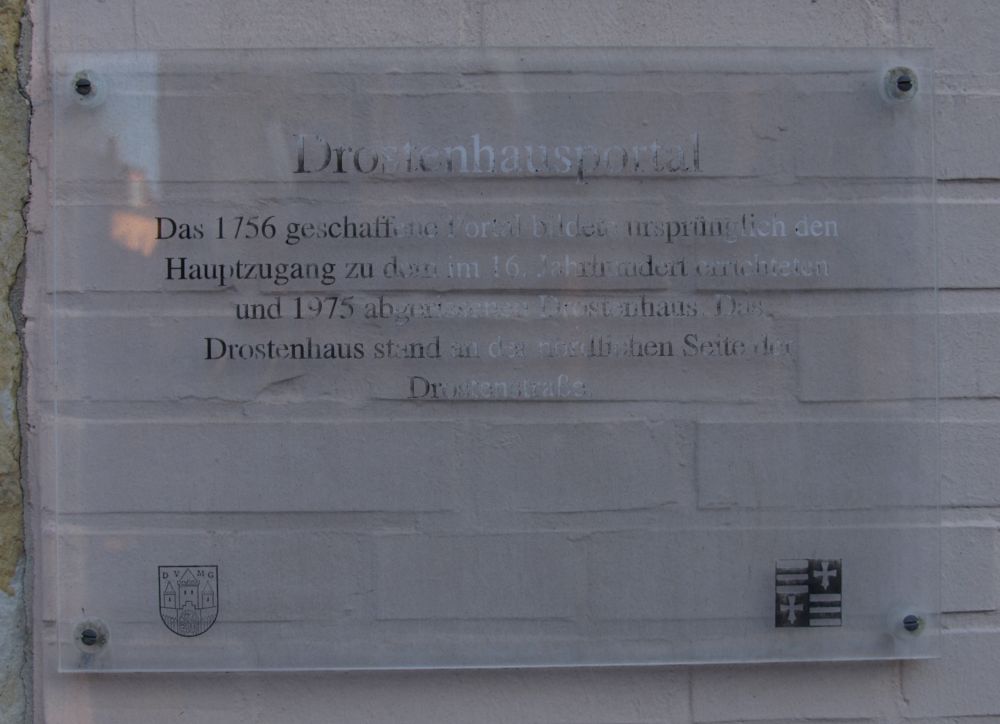 Drostenhausportal
Das 1756 geschaffene Portal bildete ursprünglich den
Hauptzugang zu dem im 16. Jahrhundert errichteten
und 1975 abgerissenen Drostenhaus. Das
Drostenhaus stand an der nördlichen Seite der
Drostenstraße.
D V M G